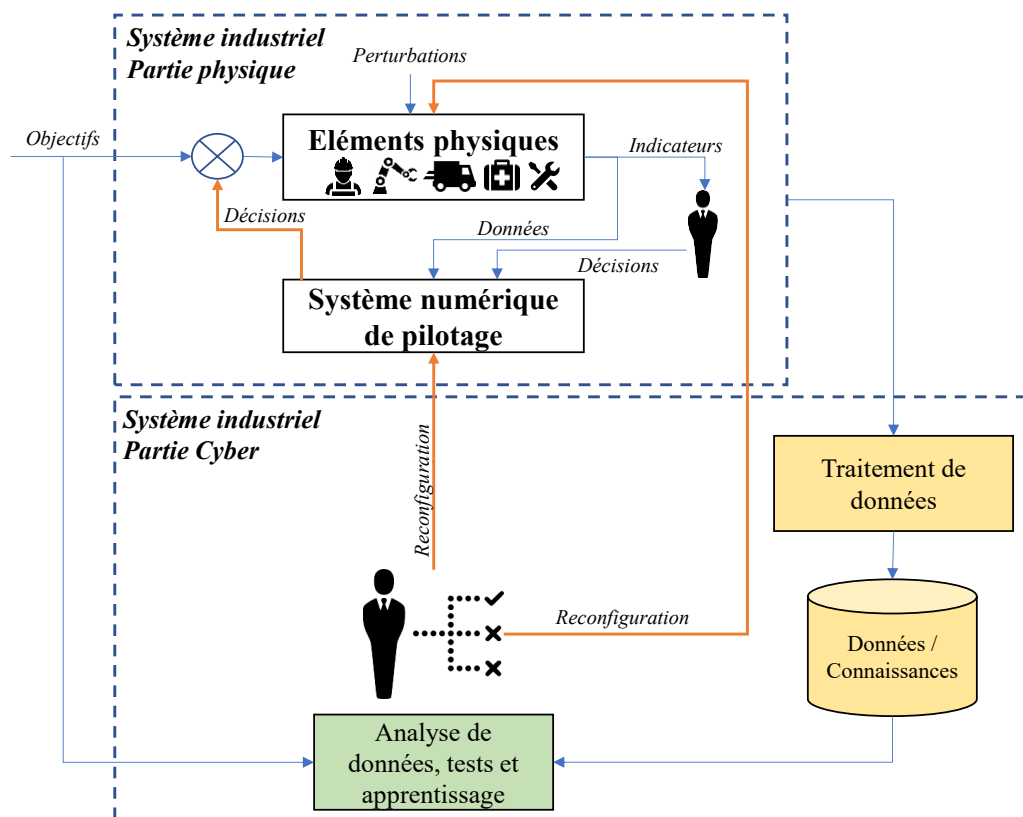 Système industriel
Partie physique
Perturbations
Objectifs
Eléments physiques
Indicateurs
Décisions
Données
Décisions
Système numérique
de pilotage
Système industriel
Partie Cyber
Reconfiguration
Traitement de
données
Reconfiguration
Données /
Connaissances
Analyse de
données, tests et
apprentissage